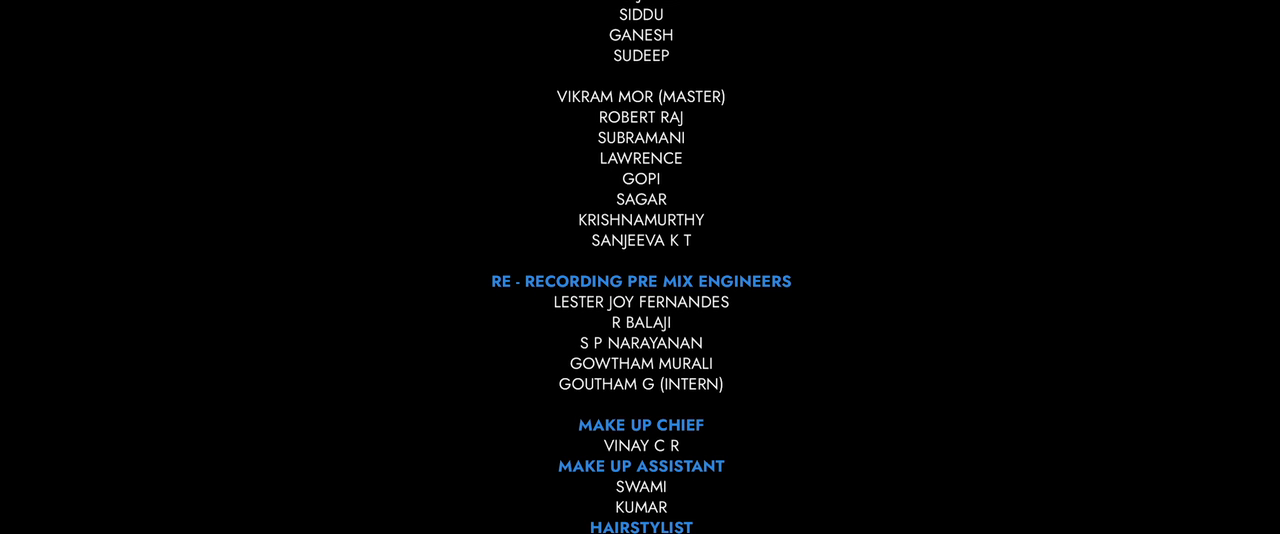 SIDDU
GANESH
SUDEEP
VIKRAM MOR (MASTER)
ROBERT RAJ
SUBRAMANI
LAWRENCE
GOPI
SAGAR
KRISHNAMURTHY
SANJEEVA K T
RE - RECORDING PRE MIX ENGINEERS
LESTER JOY FERNANDES
R BALAJI
S P NARAYANAN
GOWTHAM MURALI
GOUTHAM G (INTERN)
MAKE UP CHIEF
VINAY C R
MAKE UP ASSISTANT
SWAMI
KUMAR
HAIRSTYLIST